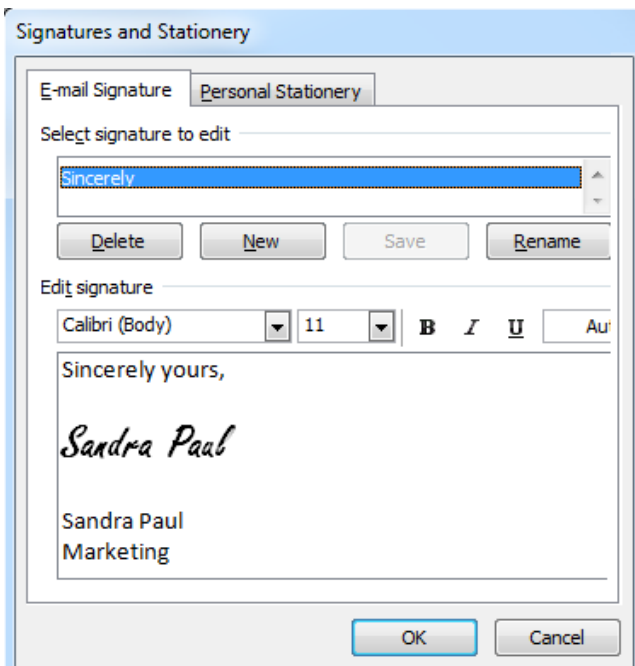 Signatures and Stationery
E-mail Signature Personal Stationery
Select signature to edit
Sincerely
Delete New Save Rename
Edit signature
Calibri (Body) 11 B I U Aut
Sincerely yours,
Sandra Paul
Sandra Paul
Marketing
OK Cancel